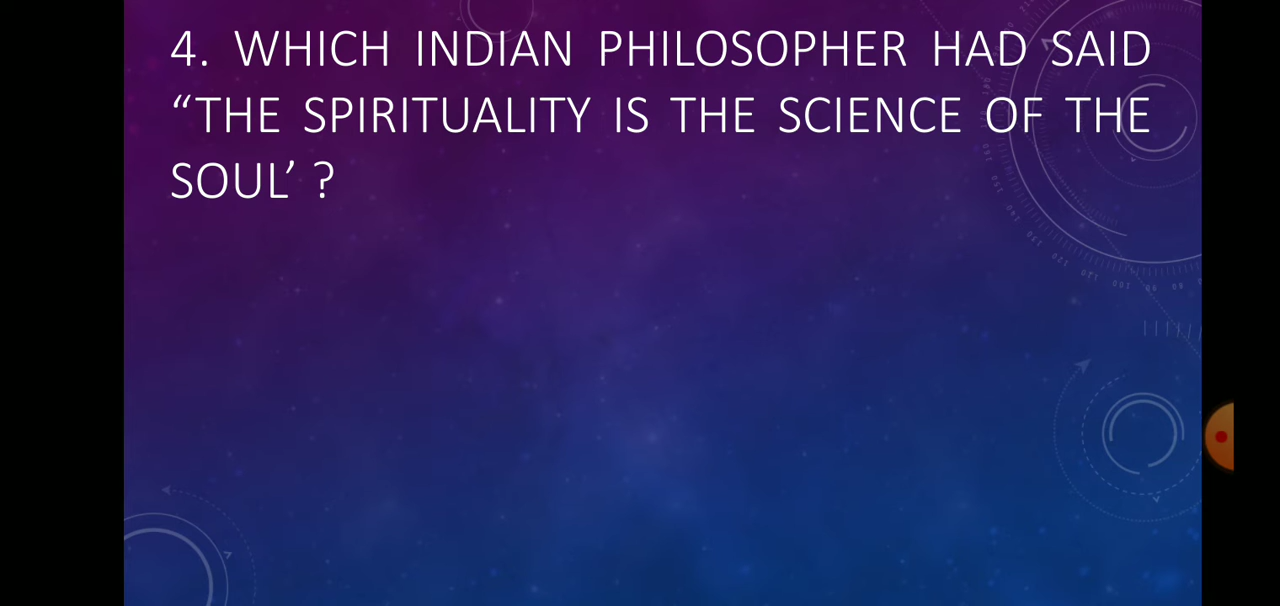 4. WHICH INDIAN PHILOSOPHER HAD SAID
“THE SPIRITUALITY IS THE SCIENCE OF THE
SOUL’ ?